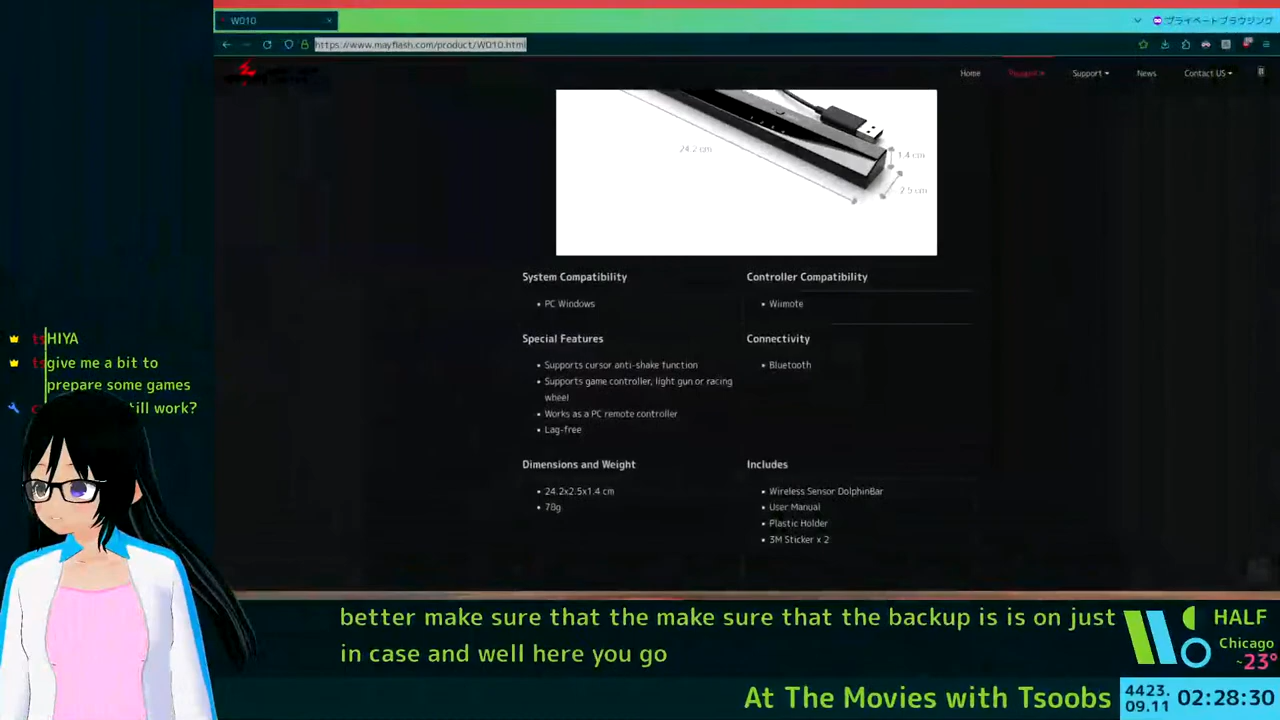 W010
プライベートブラウジング
https://www.mayflash.com/product/W010.html
Home
Support
News
Contact US
24.2 cm
1.4 cm
2.5 cm
System Compatibility
• PC Windows
Controller Compatibility
• Wiimote
Special Features
• Supports cursor anti-shake function
• Supports game controller, light gun or racing
wheel
• Works as a PC remote controller
• Lag-free
Connectivity
• Bluetooth
Dimensions and Weight
• 24.2x2.5x1.4 cm
• 78g
Includes
• Wireless Sensor DolphinBar
• User Manual
• Plastic Holder
• 3M Sticker x 2
HIYA
give me a bit to
prepare some games
till work?
better make sure that the make sure that the backup is is on just
in case and well here you go
HALF
Chicago
~23°
At The Movies with Tsoobs
4423.
09.11
02:28:30